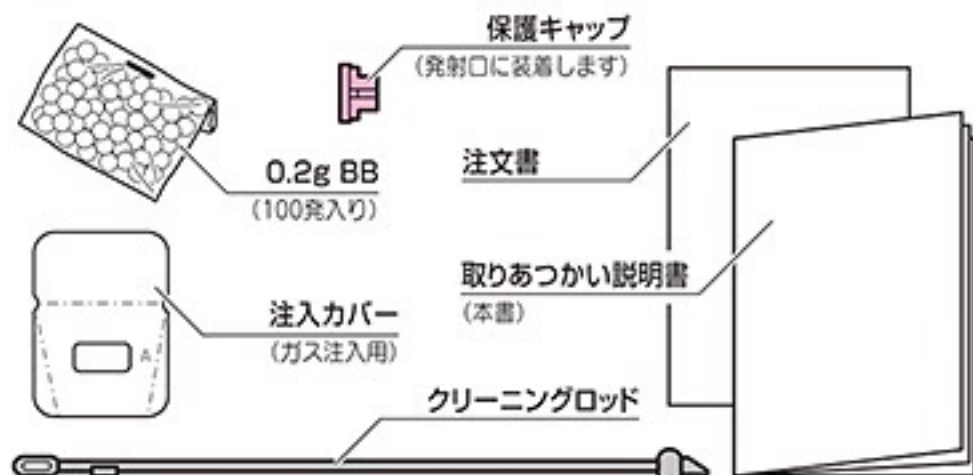 保護キャップ
(発射口に装着します)
0.2g BB
(100発入り)
注文書
取りあつかい説明書
(本書)
注入カバー
(ガス注入用)
A
クリーニングロッド